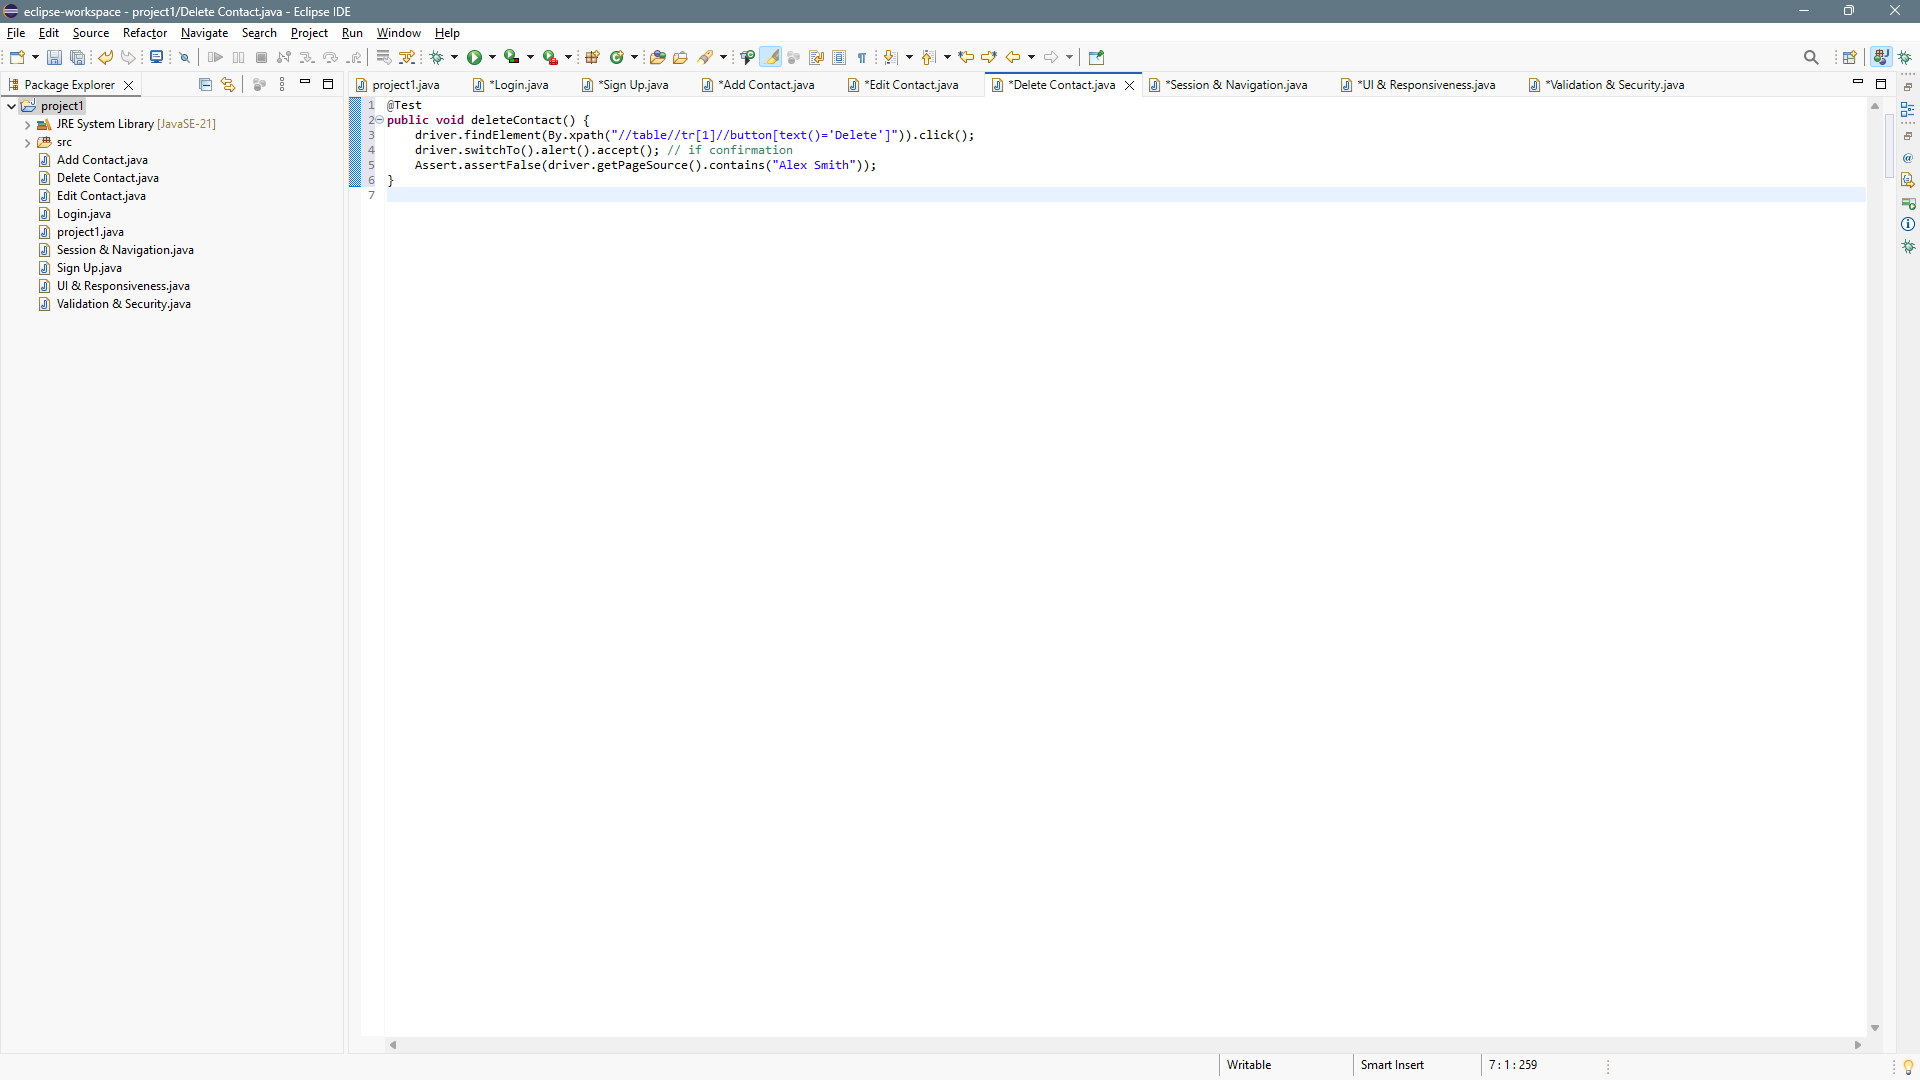 eclipse-workspace - project1/Delete Contact.java - Eclipse IDE
File Edit Source Refactor Navigate Search Project Run Window Help
Package Explorer
project1.java *Login.java *Sign Up.java *Add Contact.java *Edit Contact.java *Delete Contact.java *Session & Navigation.java *UI & Responsiveness.java *Validation & Security.java
project1
JRE System Library [JavaSE-21]
src
Add Contact.java
Delete Contact.java
Edit Contact.java
Login.java
project1.java
Session & Navigation.java
Sign Up.java
UI & Responsiveness.java
Validation & Security.java
1 @Test
2 public void deleteContact() {
3 driver.findElement(By.xpath("//table//tr[1]//button[text()='Delete']")).click();
4 driver.switchTo().alert().accept(); // if confirmation
5 Assert.assertFalse(driver.getPageSource().contains("Alex Smith"));
6 }
7
Writable Smart Insert 7 : 1 : 259